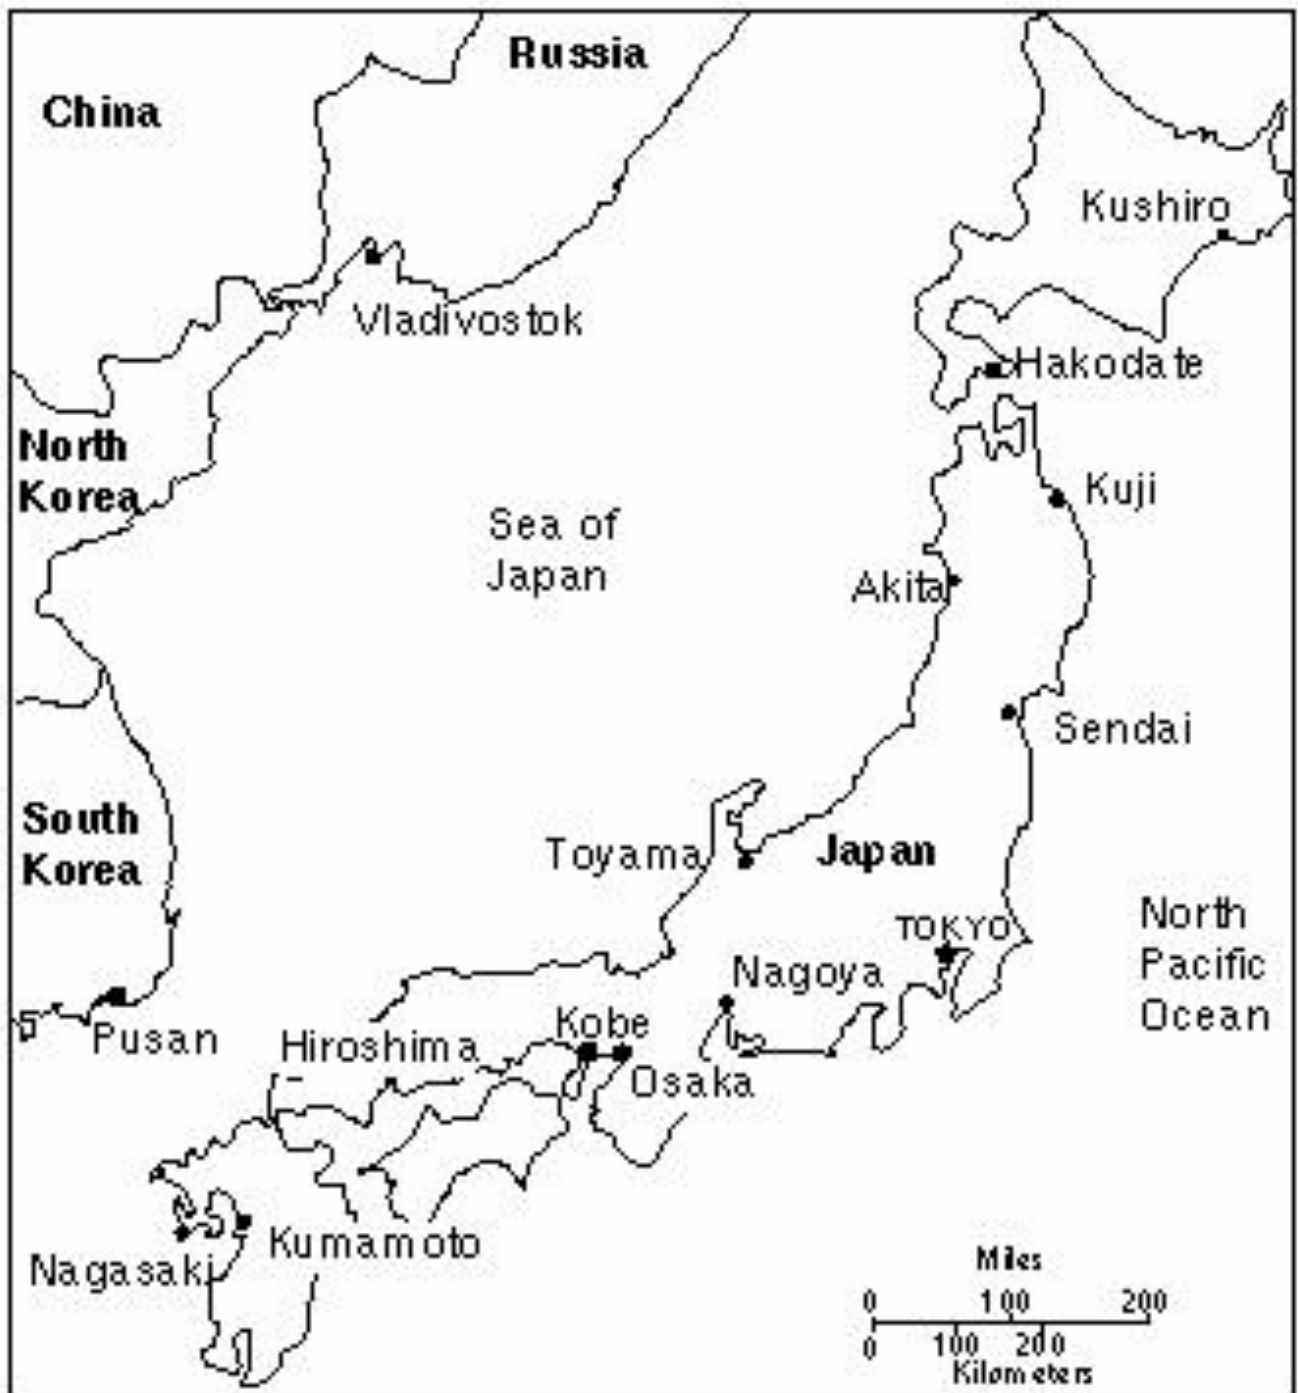 Russia
China
Kushiro
Vladivostok
Hakodate
North
Korea
Kuji
Sea of
Japan
Akita
Sendai
South
Korea
Toyama
Japan
TOKYO
North
Pacific
Ocean
Nagoya
Kobe
Pusan
Hiroshima
Osaka
Kumamoto
Nagasaki
Miles
0 100 200
0 100 200
Kilometers